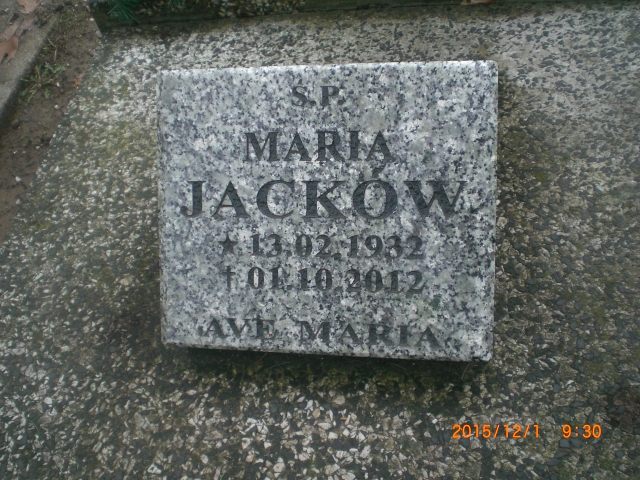 Ś.P.
MARIA
JACKÓW
★ 13.02.1932
† 01.10.2012
AVE MARIA
2015/12/1 9:30